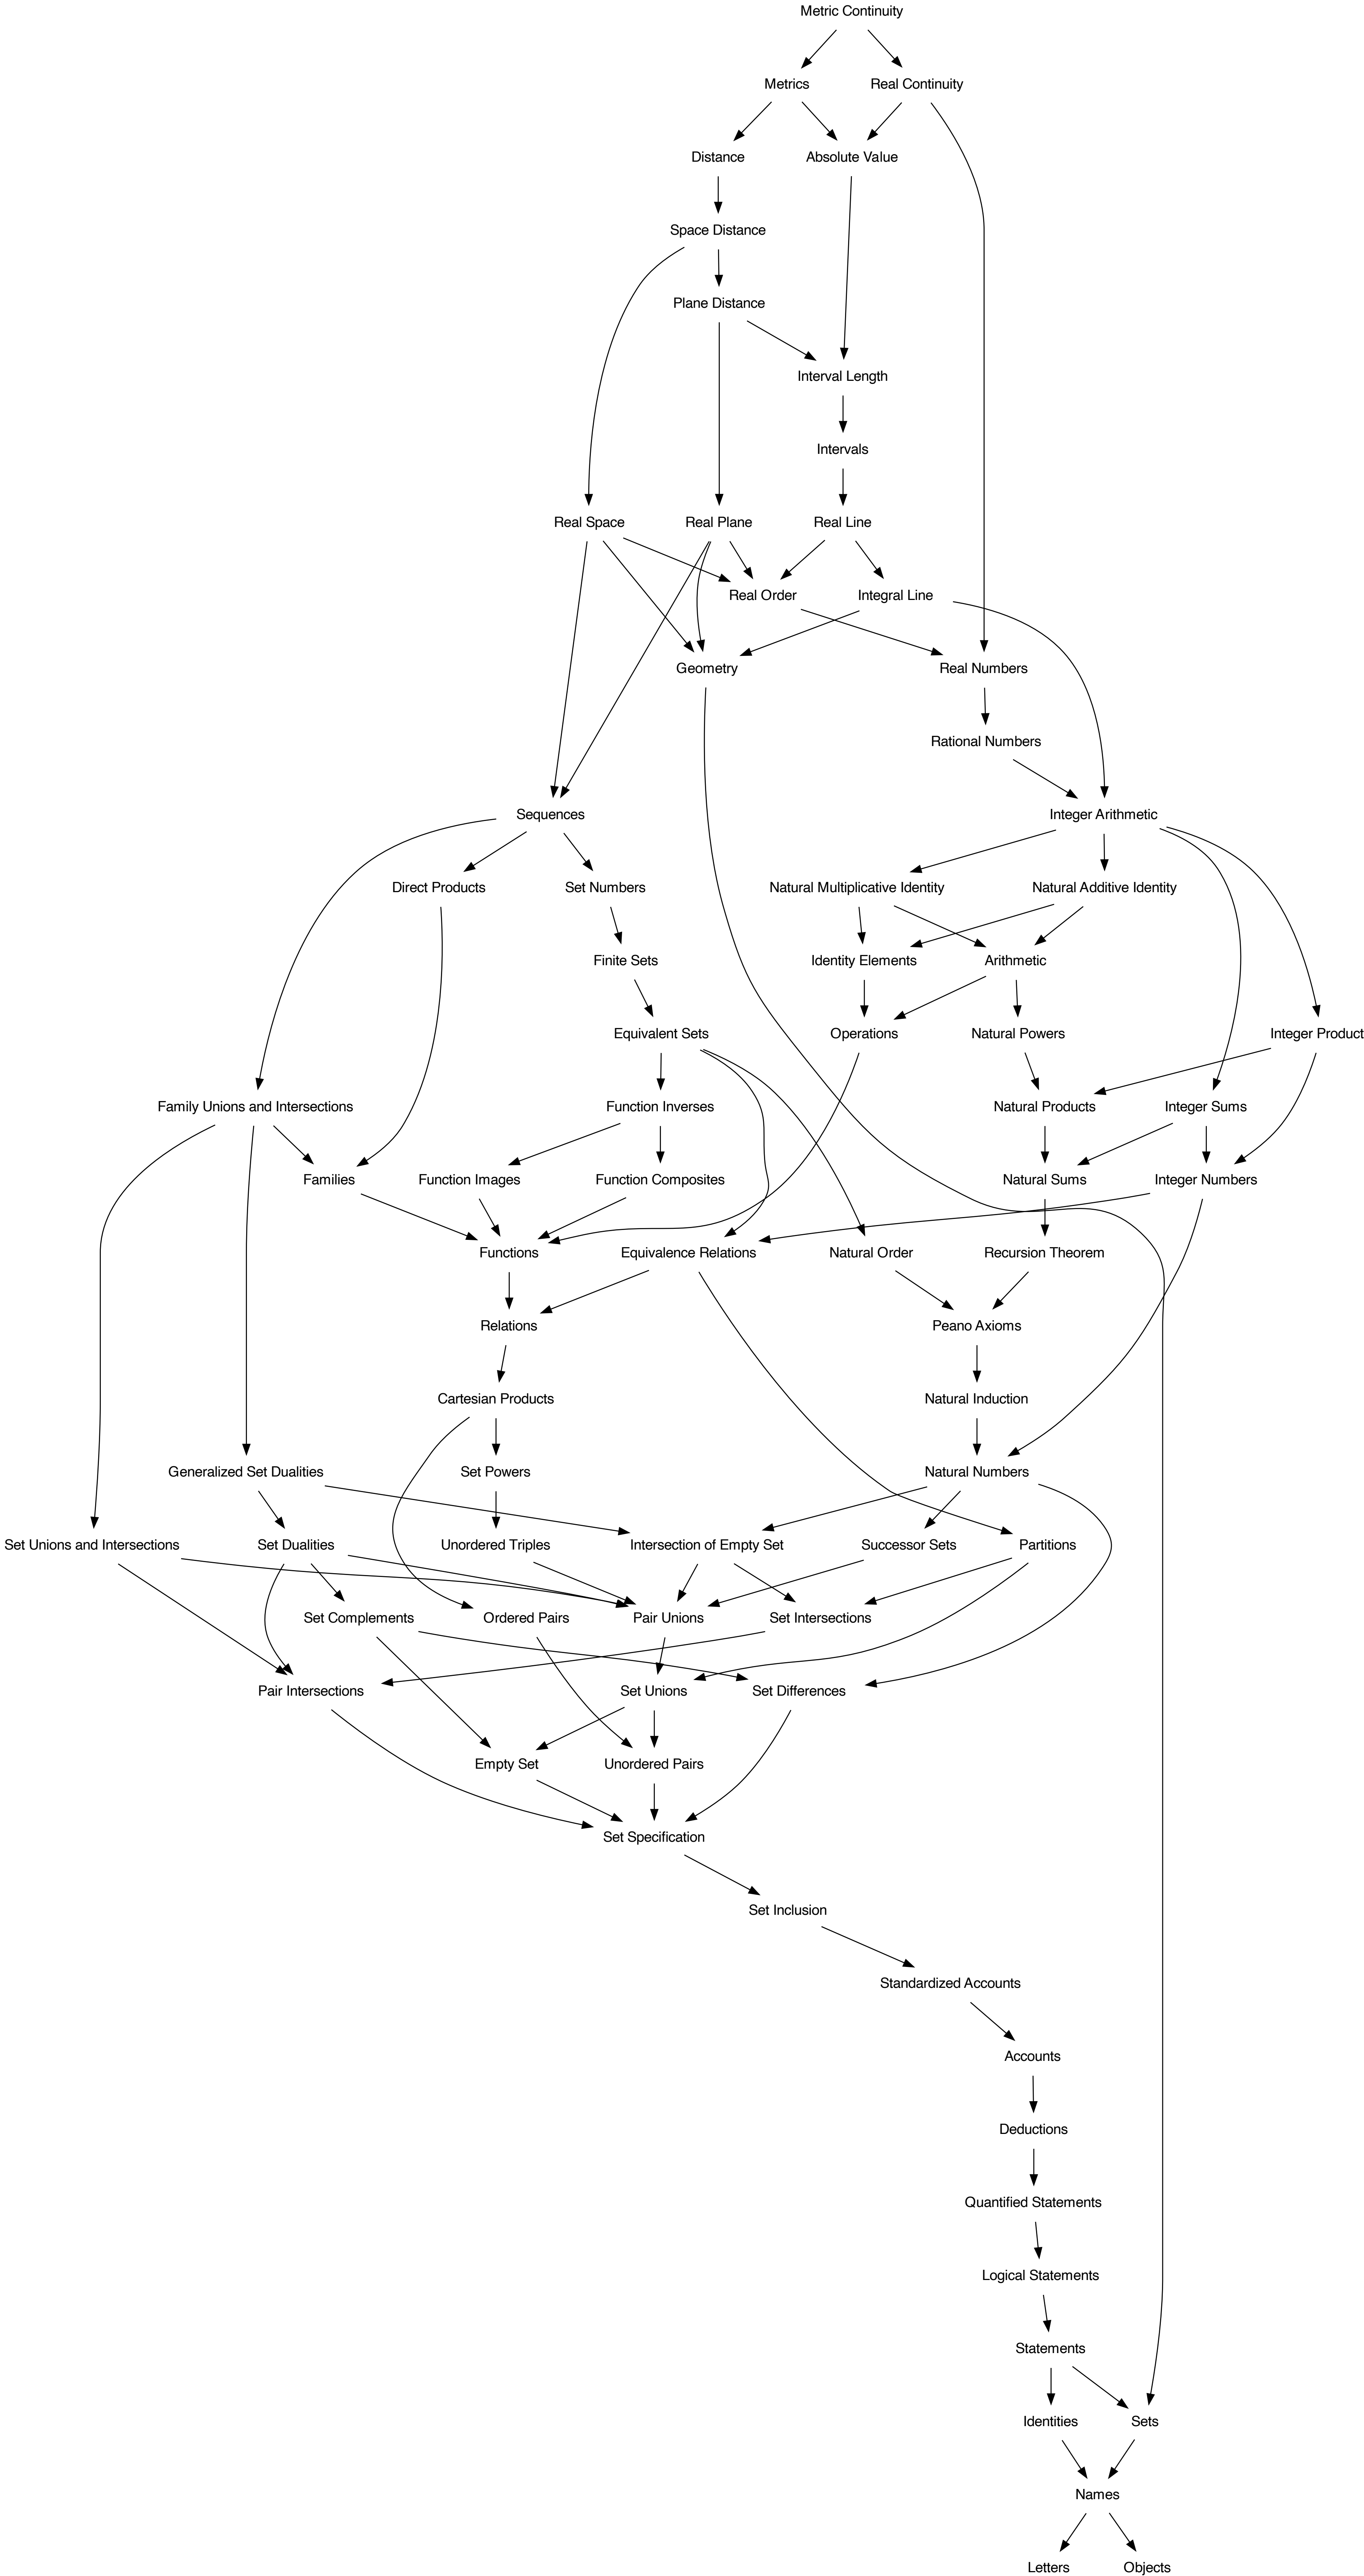 Metric Continuity
Metrics
Real Continuity
Distance
Absolute Value
Space Distance
Plane Distance
Interval Length
Intervals
Real Space
Real Plane
Real Line
Real Order
Integral Line
Geometry
Real Numbers
Rational Numbers
Sequences
Integer Arithmetic
Direct Products
Set Numbers
Natural Multiplicative Identity
Natural Additive Identity
Finite Sets
Identity Elements
Arithmetic
Equivalent Sets
Operations
Natural Powers
Integer Product
Family Unions and Intersections
Function Inverses
Natural Products
Integer Sums
Families
Function Images
Function Composites
Natural Sums
Integer Numbers
Functions
Equivalence Relations
Natural Order
Recursion Theorem
Relations
Peano Axioms
Cartesian Products
Natural Induction
Generalized Set Dualities
Set Powers
Natural Numbers
Set Unions and Intersections
Set Dualities
Unordered Triples
Intersection of Empty Set
Successor Sets
Partitions
Set Complements
Ordered Pairs
Pair Unions
Set Intersections
Pair Intersections
Set Unions
Set Differences
Empty Set
Unordered Pairs
Set Specification
Set Inclusion
Standardized Accounts
Accounts
Deductions
Quantified Statements
Logical Statements
Statements
Identities
Sets
Names
Letters
Objects